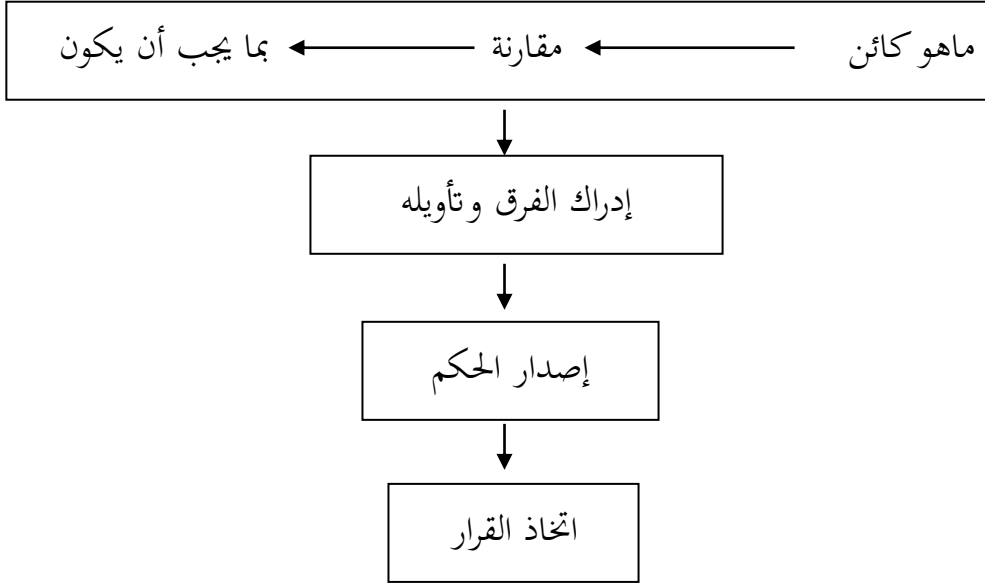 ماهو كائن مقارنة بما يجب أن يكون
إدراك الفرق وتأويله
إصدار الحكم
اتخاذ القرار